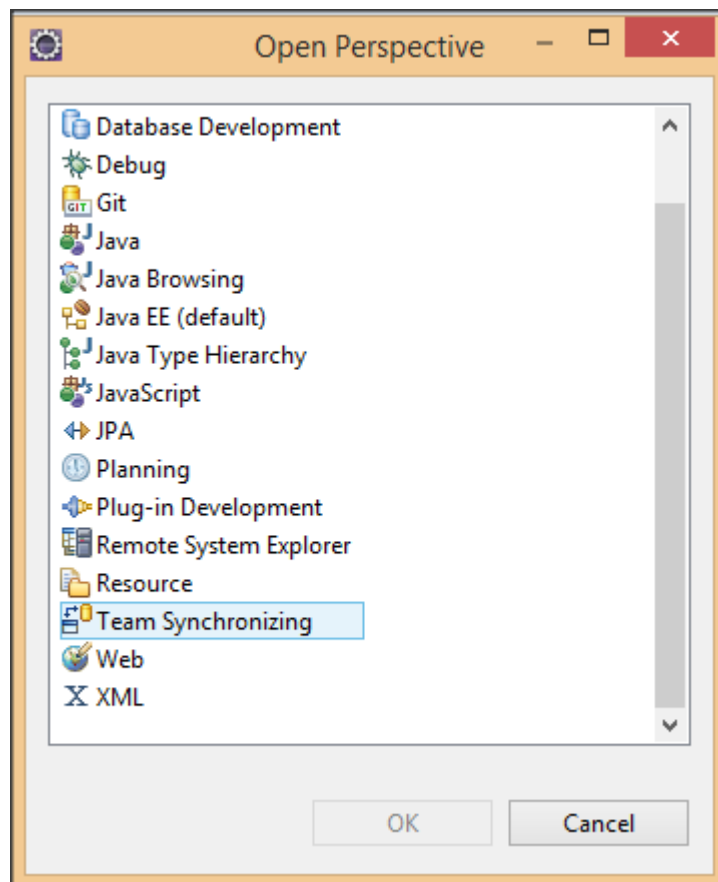 Open Perspective
Database Development
Debug
GIT Git
Java
Java Browsing
Java EE (default)
Java Type Hierarchy
JavaScript
JPA
Planning
Plug-in Development
Remote System Explorer
Resource
Team Synchronizing
Web
X XML
OK Cancel